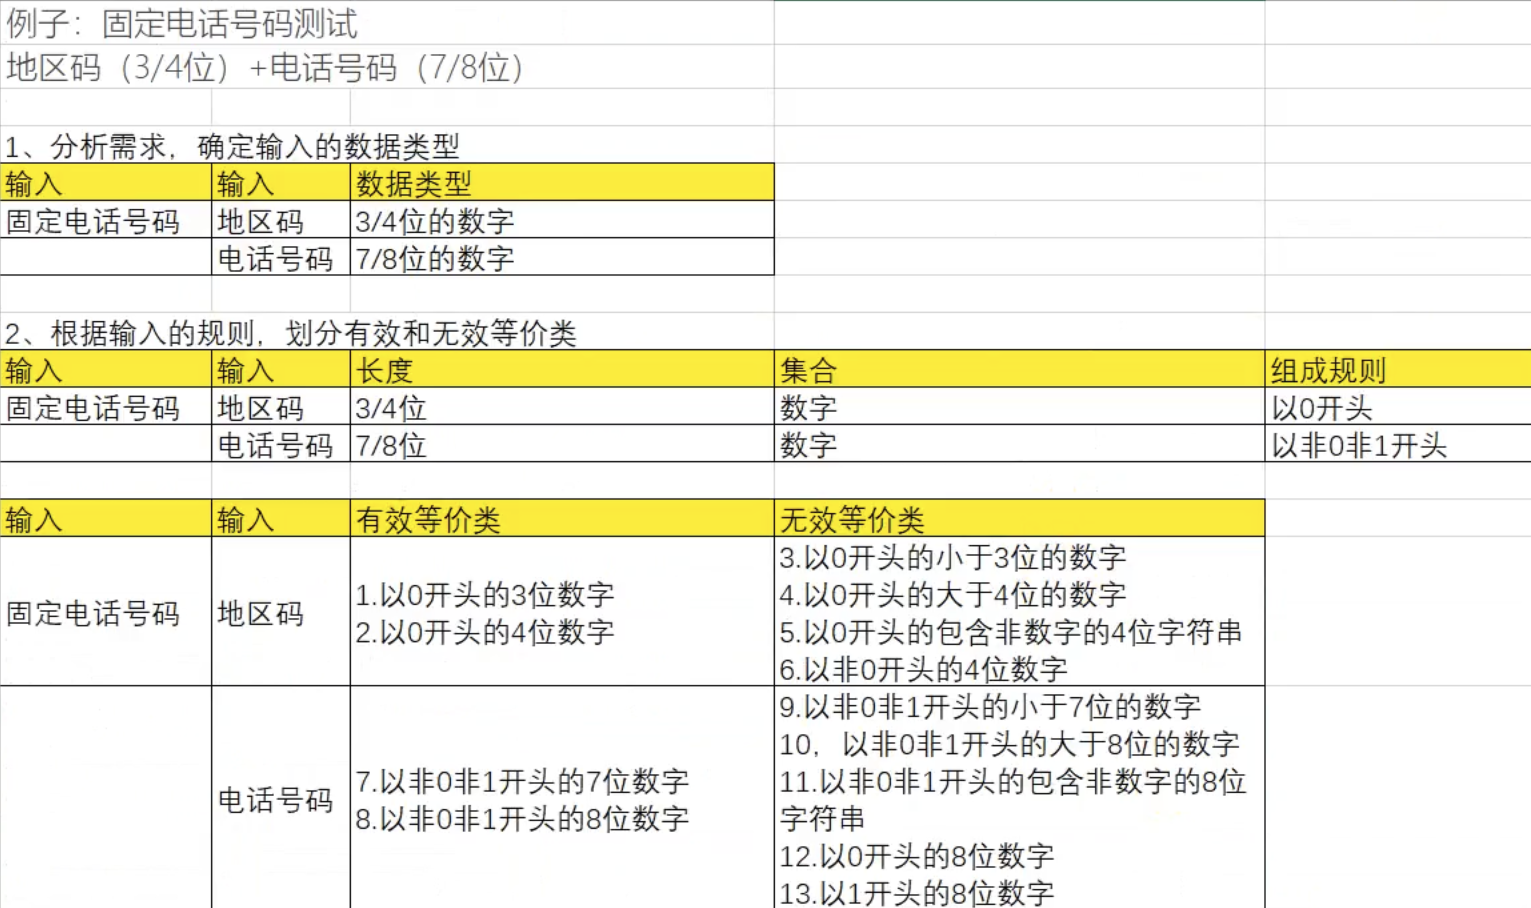 例子：固定电话号码测试
地区码（3/4位）+电话号码（7/8位）
1、分析需求，确定输入的数据类型
输入 输入 数据类型
固定电话号码 地区码 3/4位的数字
电话号码 7/8位的数字
2、根据输入的规则，划分有效和无效等价类
输入 输入 长度 集合 组成规则
固定电话号码 地区码 3/4位 数字 以0开头
电话号码 7/8位 数字 以非0非1开头
输入 输入 有效等价类 无效等价类
固定电话号码 地区码
1.以0开头的3位数字
2.以0开头的4位数字
3.以0开头的小于3位的数字
4.以0开头的大于4位的数字
5.以0开头的包含非数字的4位字符串
6.以非0开头的4位数字
电话号码
7.以非0非1开头的7位数字
8.以非0非1开头的8位数字
9.以非0非1开头的小于7位的数字
10，以非0非1开头的大于8位的数字
11.以非0非1开头的包含非数字的8位
字符串
12.以0开头的8位数字
13.以1开头的8位数字